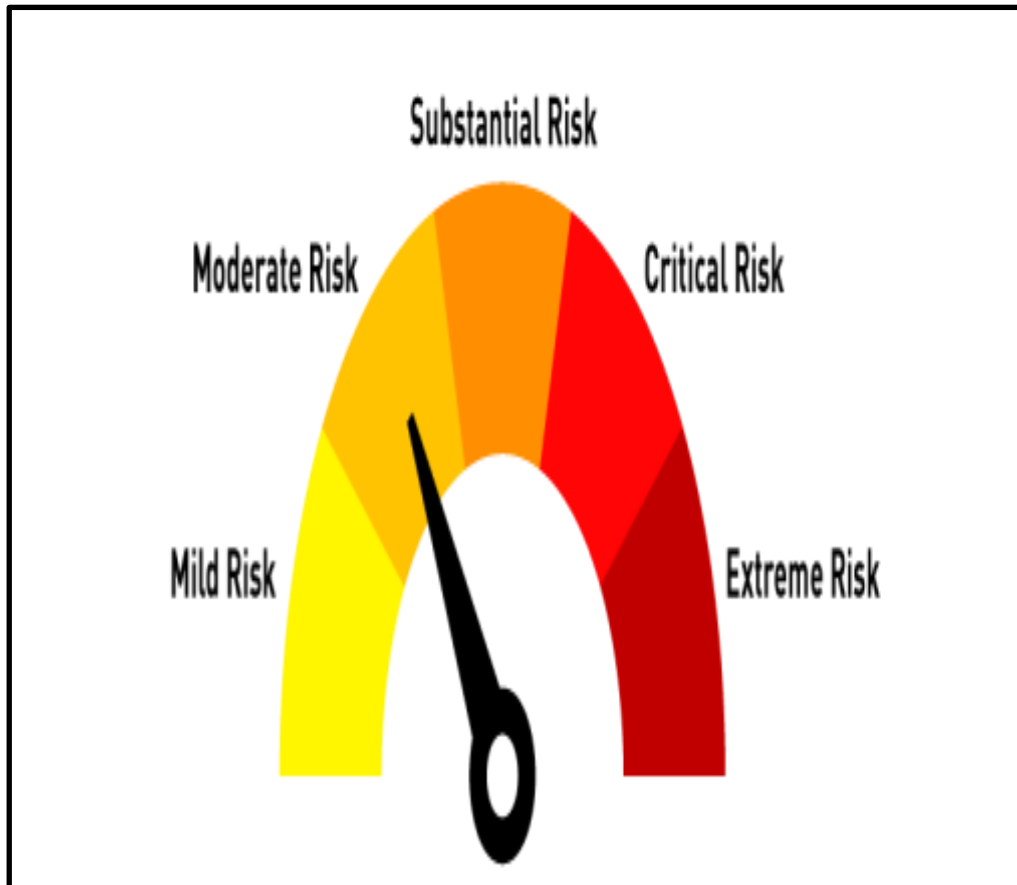 Substantial Risk
Moderate Risk
Critical Risk
Mild Risk
Extreme Risk